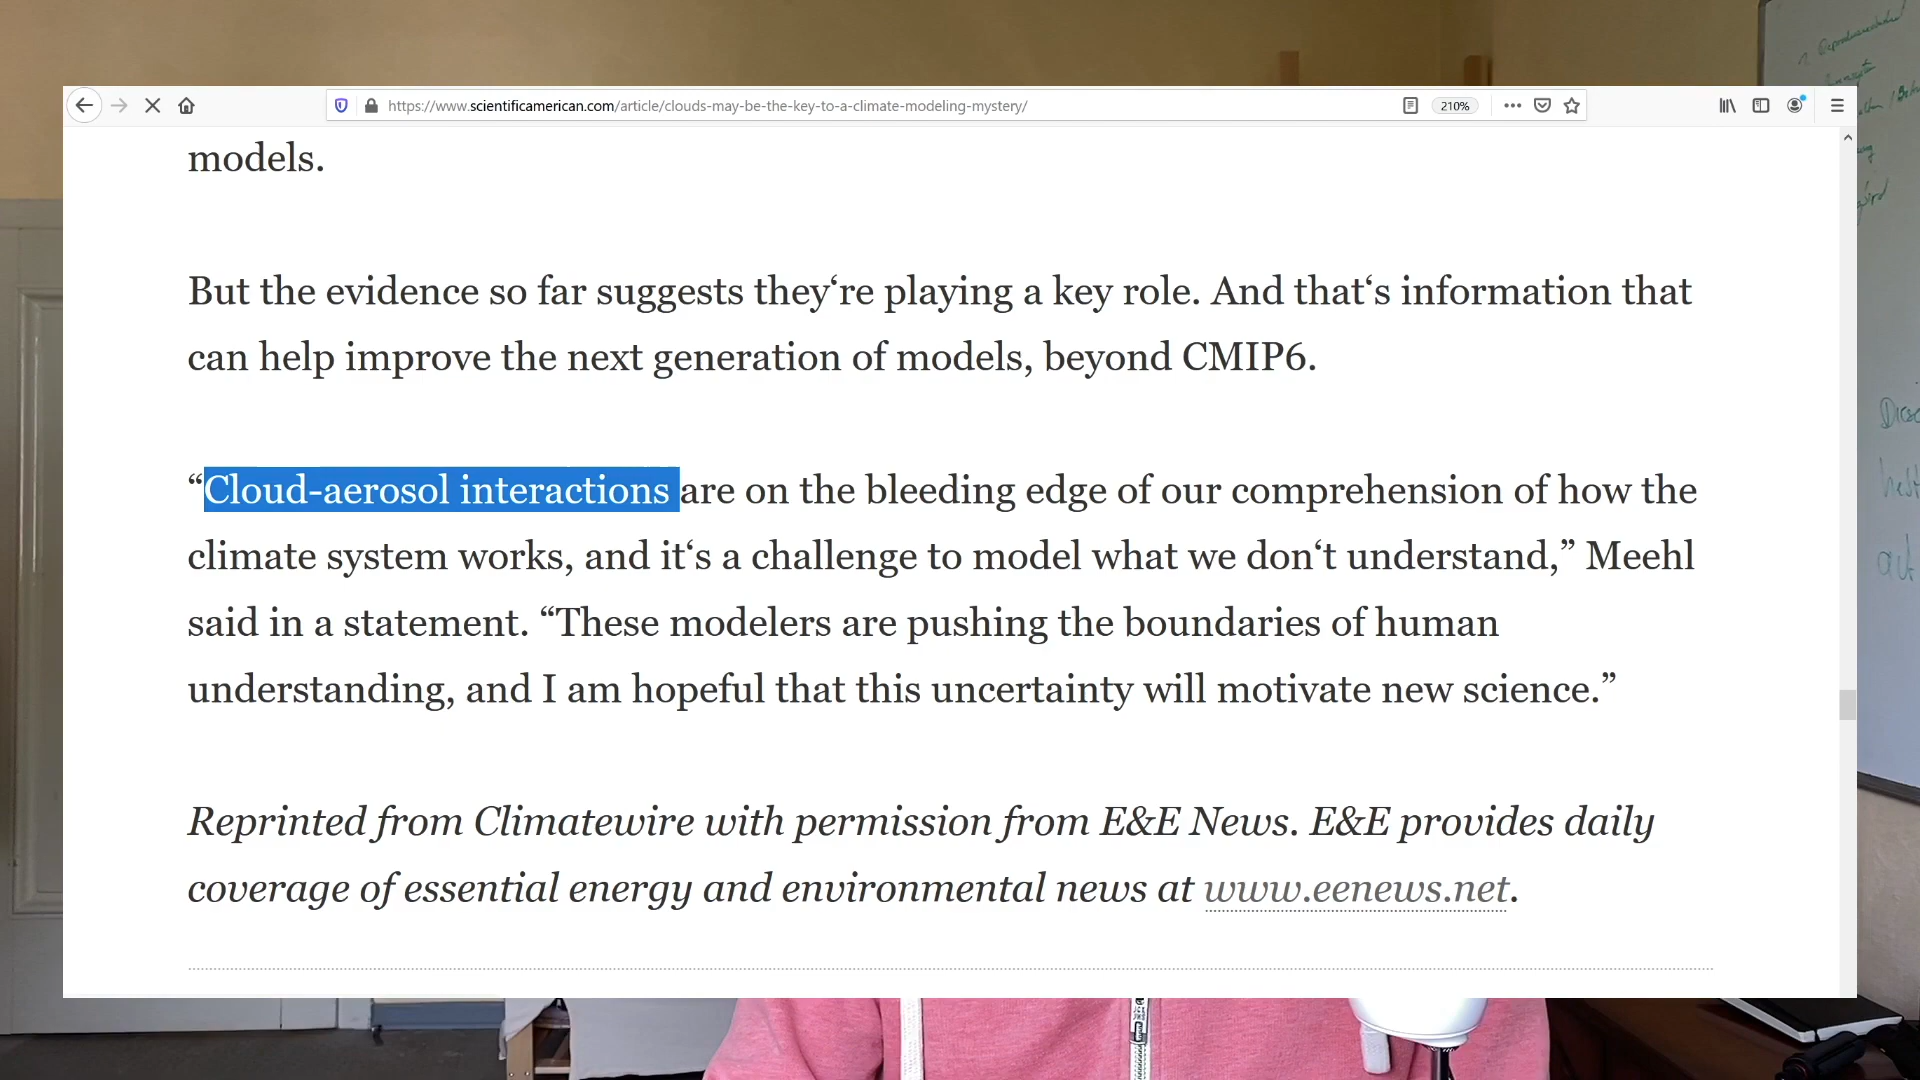 https://www.scientificamerican.com/article/clouds-may-be-the-key-to-a-climate-modeling-mystery/
210%
models.
But the evidence so far suggests they‘re playing a key role. And that‘s information that
can help improve the next generation of models, beyond CMIP6.
“Cloud-aerosol interactions are on the bleeding edge of our comprehension of how the
climate system works, and it‘s a challenge to model what we don‘t understand,” Meehl
said in a statement. “These modelers are pushing the boundaries of human
understanding, and I am hopeful that this uncertainty will motivate new science.”
Reprinted from Climatewire with permission from E&E News. E&E provides daily
coverage of essential energy and environmental news at www.eenews.net.